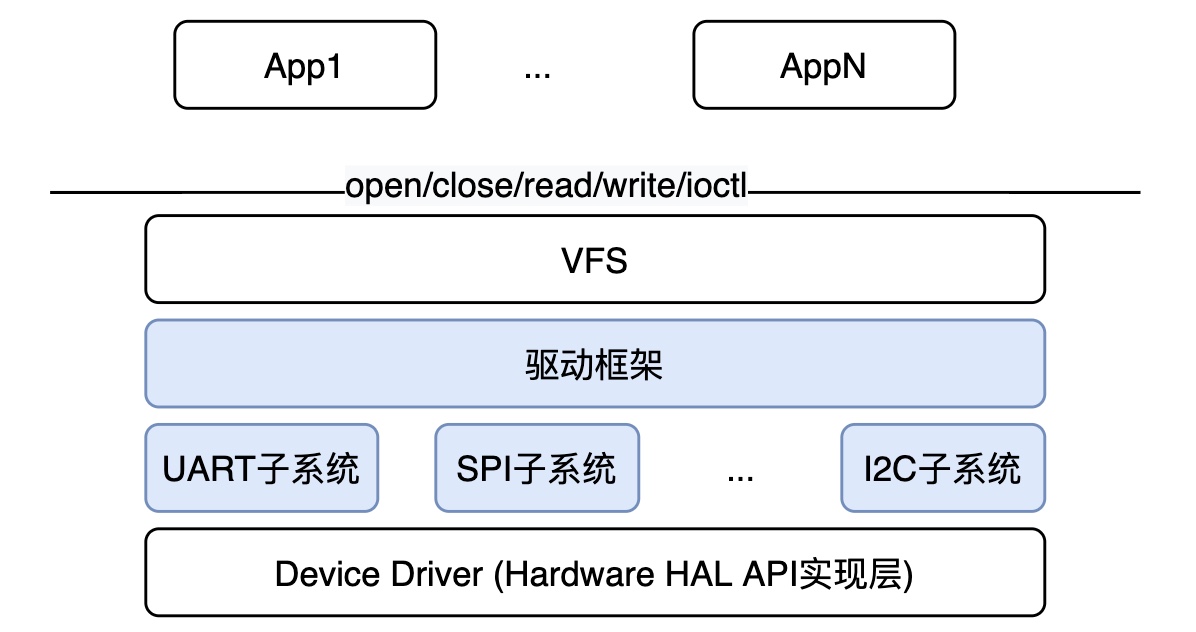 App1 ... AppN
open/close/read/write/ioctl
VFS
驱动框架
UART子系统 SPI子系统 ... I2C子系统
Device Driver (Hardware HAL API实现层)